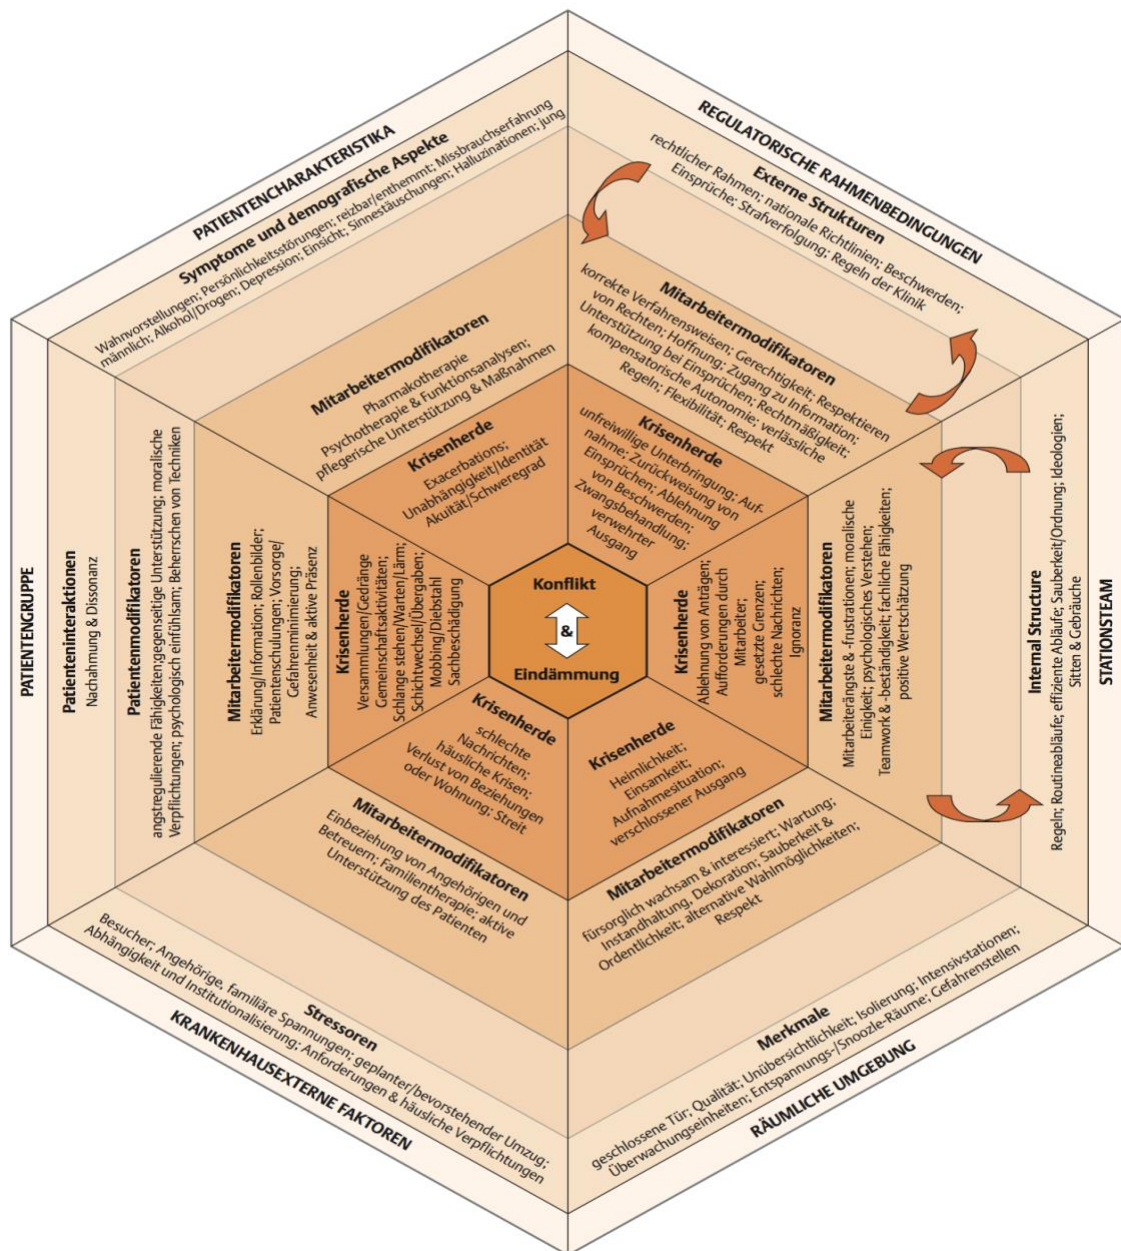 PATIENTENCHARAKTERISTIKA
Symptome und demografische Aspekte
Wahnvorstellungen; Persönlichkeitsstörungen; reizbar/enthemmt; Missbrauchserfahrung
männlich; Alkohol/Drogen; Depression; Einsicht; Sinnestäuschungen; Halluzinationen; jung
Mitarbeitermodifikatoren
Pharmakotherapie
Psychotherapie & Funktionsanalysen;
pflegerische Unterstützung & Maßnahmen
Krisenherde
Exacerbations;
Unabhängigkeit/Identität
Akuität/Schweregrad
REGULATORISCHE RAHMENBEDINGUNGEN
Externe Strukturen
rechtlicher Rahmen; nationale Richtlinien; Beschwerden;
Einsprüche; Strafverfolgung; Regeln der Klinik
Mitarbeitermodifikatoren
korrekte Verfahrensweisen; Gerechtigkeit; Respektieren
von Rechten; Hoffnung; Zugang zu Information;
Unterstützung bei Einsprüchen; Rechtmäßigkeit;
kompensatorische Autonomie; verlässliche
Regeln; Flexibilität; Respekt
Krisenherde
unfreiwillige Unterbringung; Auf-
nahme; Zurückweisung von
Einsprüchen; Ablehnung
von Beschwerden;
Zwangsbehandlung;
verwehrter
Ausgang
STATIONSTEAM
Internal Structure
Regeln; Routineabläufe; effiziente Abläufe; Sauberkeit/Ordnung; Ideologien;
Sitten & Gebräuche
Mitarbeitermodifikatoren
Mitarbeiterängste & -frustrationen; moralische
Einigkeit; psychologisches Verstehen;
Teamwork & -beständigkeit; fachliche Fähigkeiten;
positive Wertschätzung
Krisenherde
Ablehnung von Anträgen;
Aufforderungen durch
Mitarbeiter;
gesetzte Grenzen;
schlechte Nachrichten;
Ignoranz
RÄUMLICHE UMGEBUNG
Merkmale
geschlossene Tür; Qualität; Unübersichtlichkeit; Isolierung; Intensivstationen;
Überwachungseinheiten; Entspannungs-/Snoozle-Räume; Gefahrenstellen
Mitarbeitermodifikatoren
fürsorglich wachsam & interessiert; Wartung;
Instandhaltung, Dekoration; Sauberkeit &
Ordentlichkeit; alternative Wahlmöglichkeiten;
Respekt
Krisenherde
Heimlichkeit;
Einsamkeit;
Aufnahmesituation;
verschlossener Ausgang
KRANKENHAUSEXTERNE FAKTOREN
Stressoren
Besucher; Angehörige, familiäre Spannungen; geplanter/bevorstehender Umzug;
Abhängigkeit und Institutionalisierung; Anforderungen & häusliche Verpflichtungen
Mitarbeitermodifikatoren
Einbeziehung von Angehörigen und
Betreuern; Familientherapie; aktive
Unterstützung des Patienten
Krisenherde
schlechte
Nachrichten;
häusliche Krisen;
Verlust von Beziehungen
oder Wohnung; Streit
PATIENTENGRUPPE
Patienteninteraktionen
Nachahmung & Dissonanz
Patientenmodifikatoren
angstregulierende Fähigkeiten;gegenseitige Unterstützung; moralische
Verpflichtungen; psychologisch einfühlsam; Beherrschen von Techniken
Mitarbeitermodifikatoren
Erklärung/Information; Rollenbilder;
Patientenschulungen; Vorsorge/
Gefahrenminimierung;
Anwesenheit & aktive Präsenz
Krisenherde
Versammlungen/Gedränge
Gemeinschaftsaktivitäten;
Schlange stehen/Warten/Lärm;
Schichtwechsel/Übergaben;
Mobbing/Diebstahl
Sachbeschädigung
Konflikt
&
Eindämmung